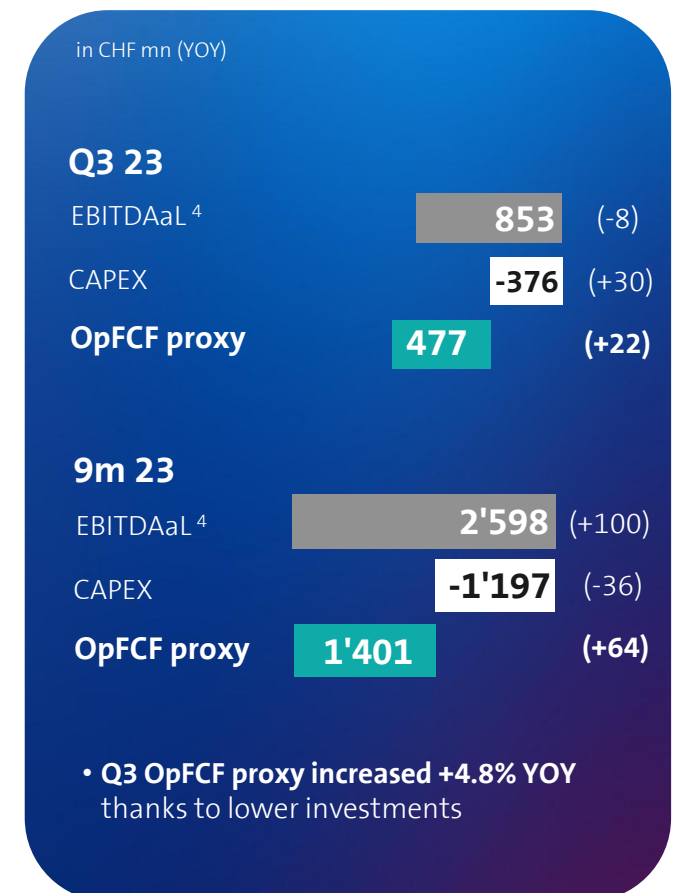 in CHF mn (YOY)
Q3 23
EBITDAaL 4 853 (-8)
CAPEX -376 (+30)
OpFCF proxy 477 (+22)
9m 23
EBITDAaL 4 2'598 (+100)
CAPEX -1'197 (-36)
OpFCF proxy 1'401 (+64)
• Q3 OpFCF proxy increased +4.8% YOY
thanks to lower investments